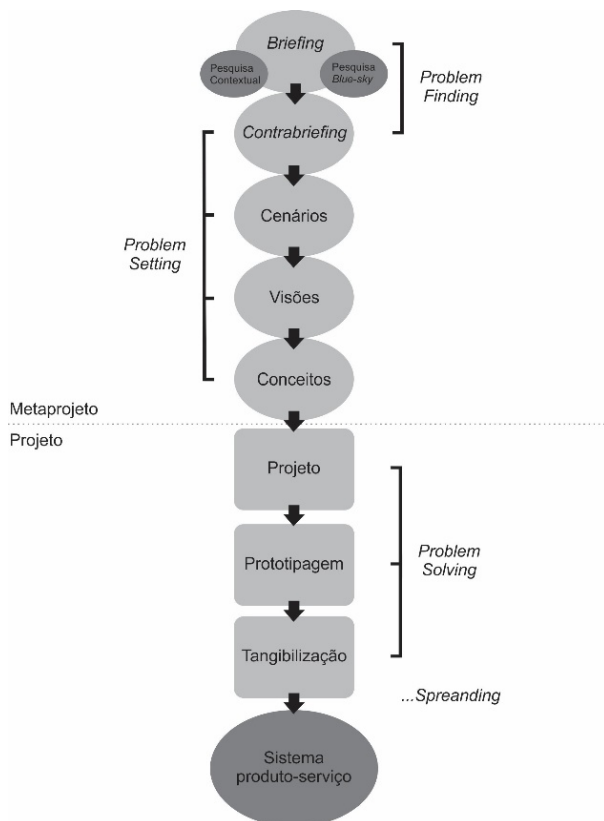 Briefing
Pesquisa
Contextual
Pesquisa
Blue-sky
Problem
Finding
Contrabriefing
Cenários
Problem
Setting
Visões
Conceitos
Metaprojeto
Projeto
Projeto
Prototipagem
Problem
Solving
Tangibilização
...Spreanding
Sistema
produto-serviço